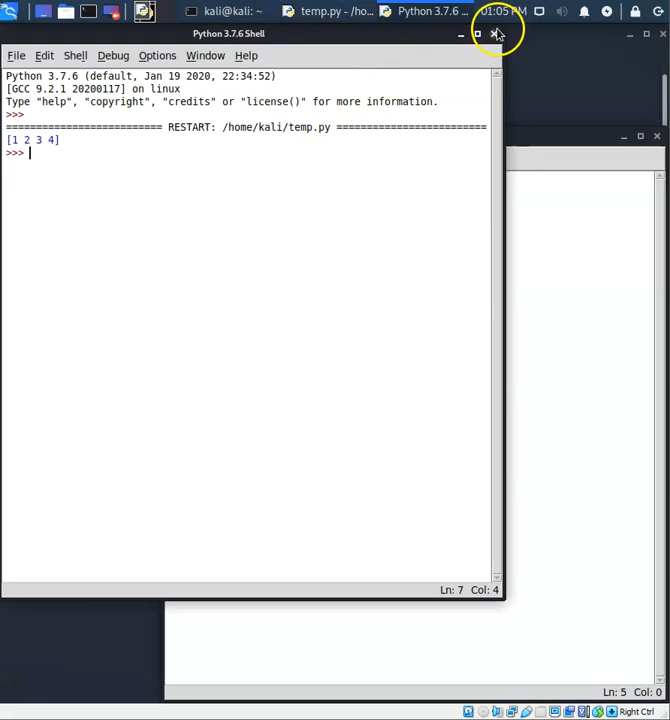 kali@kali: ~ temp.py - /ho... Python 3.7.6 ... 01:05 PM
Python 3.7.6 Shell
File Edit Shell Debug Options Window Help
Python 3.7.6 (default, Jan 19 2020, 22:34:52)
[GCC 9.2.1 20200117] on linux
Type "help", "copyright", "credits" or "license()" for more information.
>>>
========================== RESTART: /home/kali/temp.py =========================
[1 2 3 4]
>>>
Ln: 7 Col: 4
Ln: 5 Col: 0
Right Ctrl